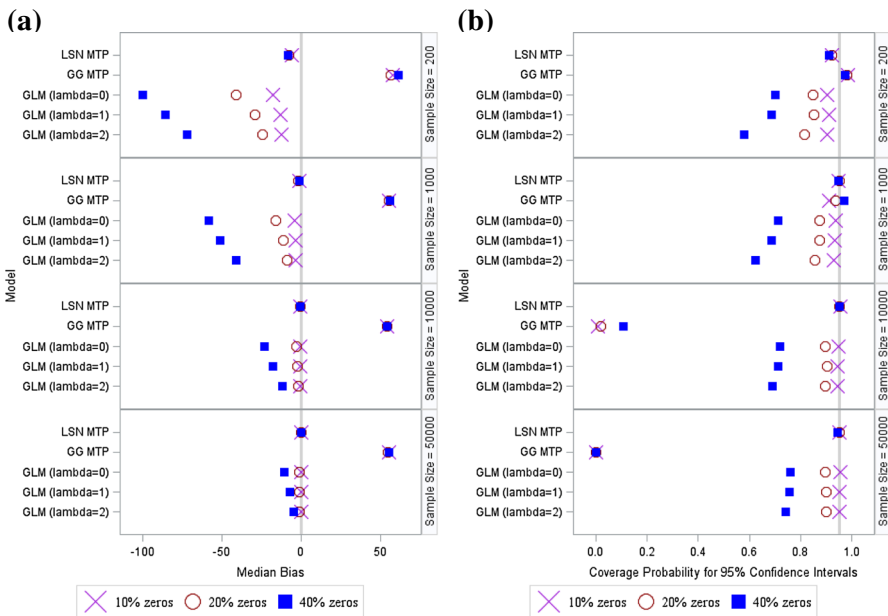 (a)
Model
LSN MTP
GG MTP
GLM (lambda=0)
GLM (lambda=1)
GLM (lambda=2)
Sample Size = 200
LSN MTP
GG MTP
GLM (lambda=0)
GLM (lambda=1)
GLM (lambda=2)
Sample Size = 1000
LSN MTP
GG MTP
GLM (lambda=0)
GLM (lambda=1)
GLM (lambda=2)
Sample Size = 10000
LSN MTP
GG MTP
GLM (lambda=0)
GLM (lambda=1)
GLM (lambda=2)
Sample Size = 50000
-100 -50 0 50
Median Bias
10% zeros 20% zeros 40% zeros
(b)
Model
LSN MTP
GG MTP
GLM (lambda=0)
GLM (lambda=1)
GLM (lambda=2)
Sample Size = 200
LSN MTP
GG MTP
GLM (lambda=0)
GLM (lambda=1)
GLM (lambda=2)
Sample Size = 1000
LSN MTP
GG MTP
GLM (lambda=0)
GLM (lambda=1)
GLM (lambda=2)
Sample Size = 10000
LSN MTP
GG MTP
GLM (lambda=0)
GLM (lambda=1)
GLM (lambda=2)
Sample Size = 50000
0.0 0.2 0.4 0.6 0.8 1.0
Coverage Probability for 95% Confidence Intervals
10% zeros 20% zeros 40% zeros